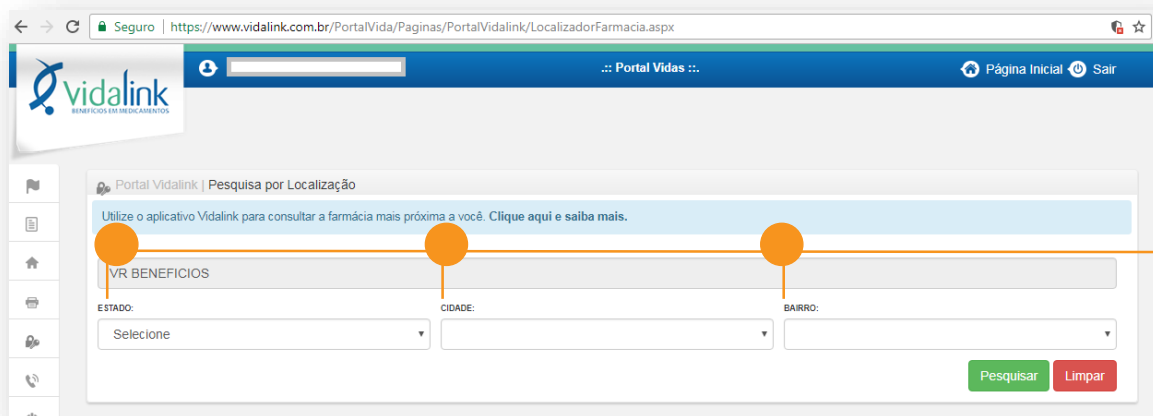 Seguro | https://www.vidalink.com.br/PortalVida/Paginas/PortalVidalink/LocalizadorFarmacia.aspx
.:: Portal Vidas ::.
Página Inicial Sair
vidalink
BENEFÍCIOS EM MEDICAMENTOS
Portal Vidalink | Pesquisa por Localização
Utilize o aplicativo Vidalink para consultar a farmácia mais próxima a você. Clique aqui e saiba mais.
VR BENEFICIOS
ESTADO: CIDADE: BAIRRO:
Selecione
Pesquisar Limpar